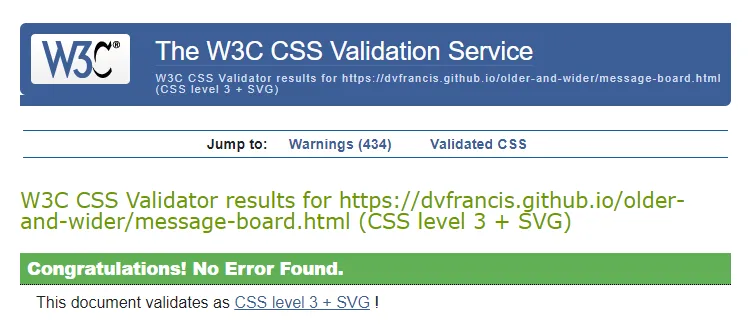 W3C®
The W3C CSS Validation Service
W3C CSS Validator results for https://dvfrancis.github.io/older-and-wider/message-board.html
(CSS level 3 + SVG)
Jump to: Warnings (434) Validated CSS
W3C CSS Validator results for https://dvfrancis.github.io/older-
and-wider/message-board.html (CSS level 3 + SVG)
Congratulations! No Error Found.
This document validates as CSS level 3 + SVG !